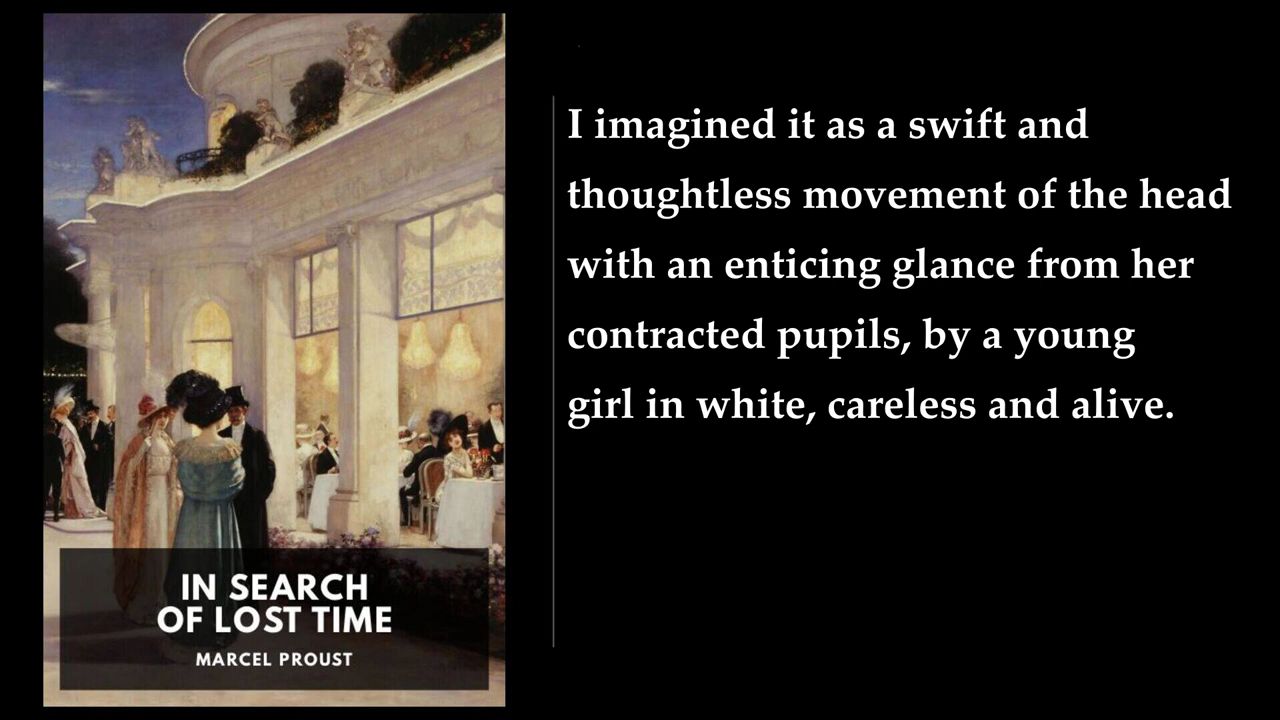 I imagined it as a swift and
thoughtless movement of the head
with an enticing glance from her
contracted pupils, by a young
girl in white, careless and alive.
IN SEARCH
OF LOST TIME
MARCEL PROUST